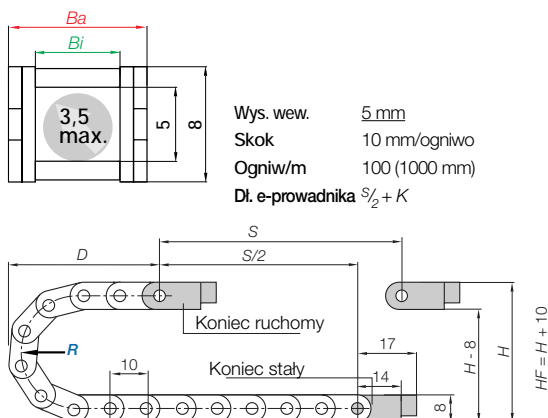 Ba
Bi
3,5
max.
5
8
Wys. wew. 5 mm
Skok 10 mm/ogniwo
Ogniw/m 100 (1000 mm)
Dł. e-prowadnika S/2 + K
S
D
S/2
Koniec ruchomy
17
R
10
Koniec stały
14
8
H - 8
H
HF = H + 10